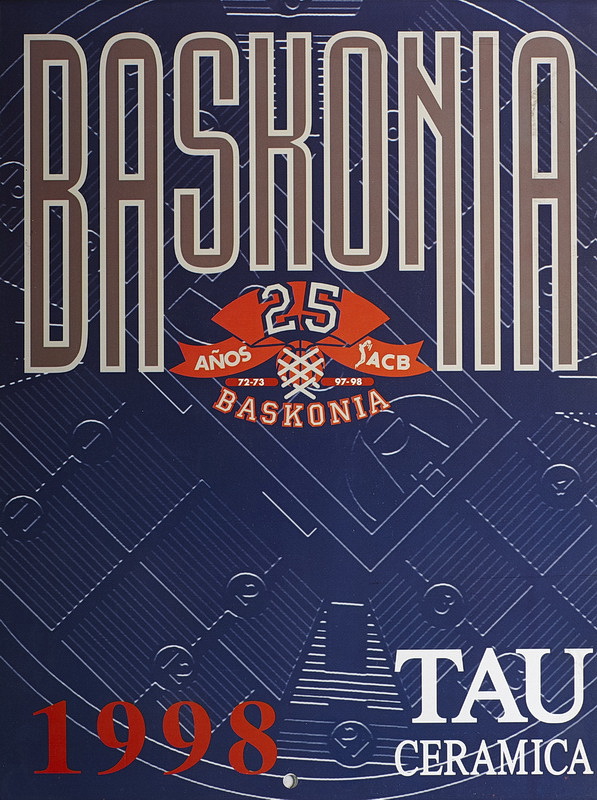 BASKONIA
25
AÑOS ACB
72-73 97-98
BASKONIA
TAU
CERAMICA
1998